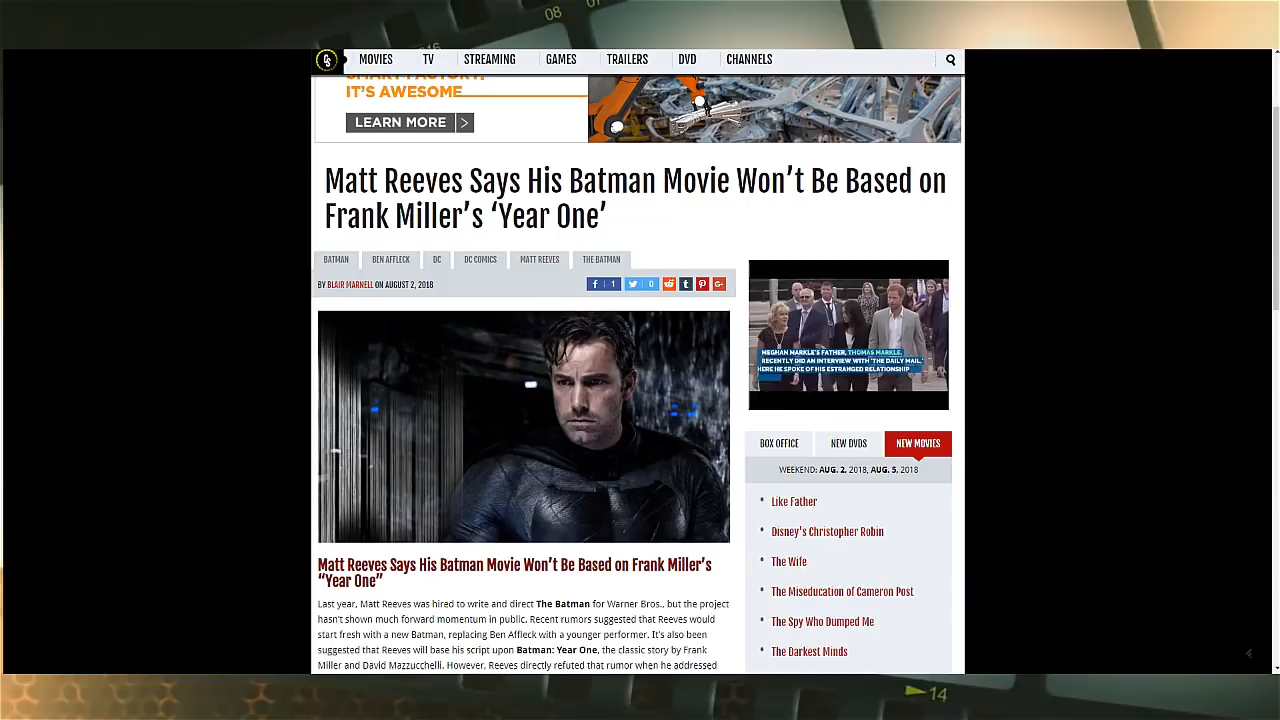 08
MOVIES TV STREAMING GAMES TRAILERS DVD CHANNELS
SMART FACTORY,
IT'S AWESOME
LEARN MORE >
Matt Reeves Says His Batman Movie Won't Be Based on
Frank Miller's 'Year One'
BATMAN BEN AFFLECK DC DC COMICS MATT REEVES THE BATMAN
BY BLAIR MARNELL ON AUGUST 2, 2018
f 1 0 t G+
Matt Reeves Says His Batman Movie Won't Be Based on Frank Miller's
“Year One”
Last year, Matt Reeves was hired to write and direct The Batman for Warner Bros., but the project
hasn't shown much forward momentum in public. Recent rumors suggested that Reeves would
start fresh with a new Batman, replacing Ben Affleck with a younger performer. It's also been
suggested that Reeves will base his script upon Batman: Year One, the classic story by Frank
Miller and David Mazzucchelli. However, Reeves directly refuted that rumor when he addressed
MEGHAN MARKLE'S FATHER, THOMAS MARKLE,
RECENTLY DID AN INTERVIEW WITH 'THE DAILY MAIL,'
HERE HE SPOKE OF HIS ESTRANGED RELATIONSHIP
BOX OFFICE NEW DVDS NEW MOVIES
WEEKEND: AUG. 2, 2018, AUG. 5, 2018
Like Father
Disney's Christopher Robin
The Wife
The Miseducation of Cameron Post
The Spy Who Dumped Me
The Darkest Minds
14